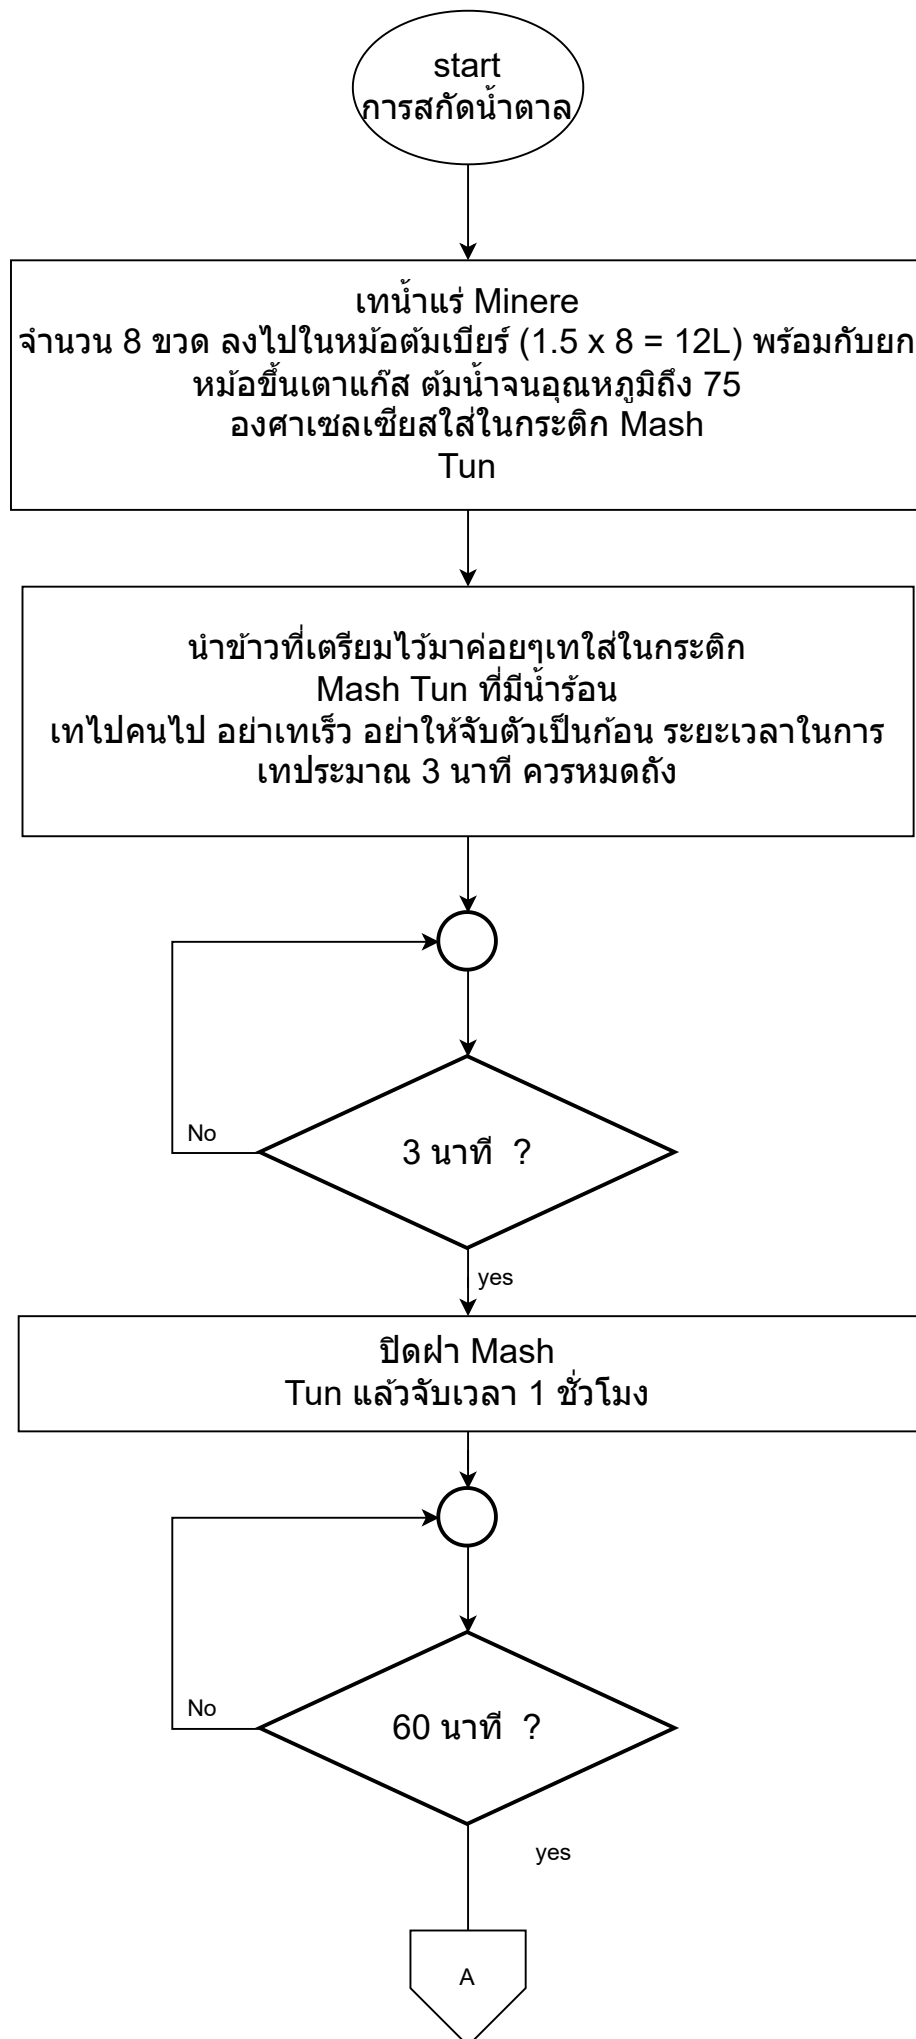 start
การสกัดน้ำตาล
เทน้ำแร่ Minere
จำนวน 8 ขวด ลงไปในหม้อต้มเบียร์ (1.5 x 8 = 12L) พร้อมกับยก
หม้อขึ้นเตาแก๊ส ต้มน้ำจนอุณหภูมิถึง 75
องศาเซลเซียสใส่ในกระติก Mash
Tun
นำข้าวที่เตรียมไว้มาค่อยๆเทใส่ในกระติก
Mash Tun ที่มีน้ำร้อน
เทไปคนไป อย่าเทเร็ว อย่าให้จับตัวเป็นก้อน ระยะเวลาในการ
เทประมาณ 3 นาที ควรหมดถัง
No
3 นาที ?
yes
ปิดฝา Mash
Tun แล้วจับเวลา 1 ชั่วโมง
No
60 นาที ?
yes
A